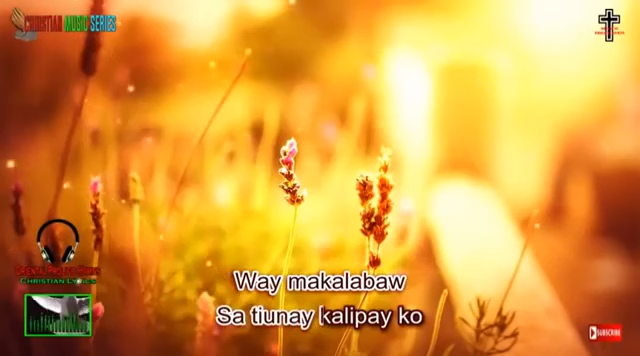 CHRISTIAN MUSIC SERIES
CHRISTIAN LYRICS
Way makalabaw
Sa tiunay kalipay ko
SUBSCRIBE